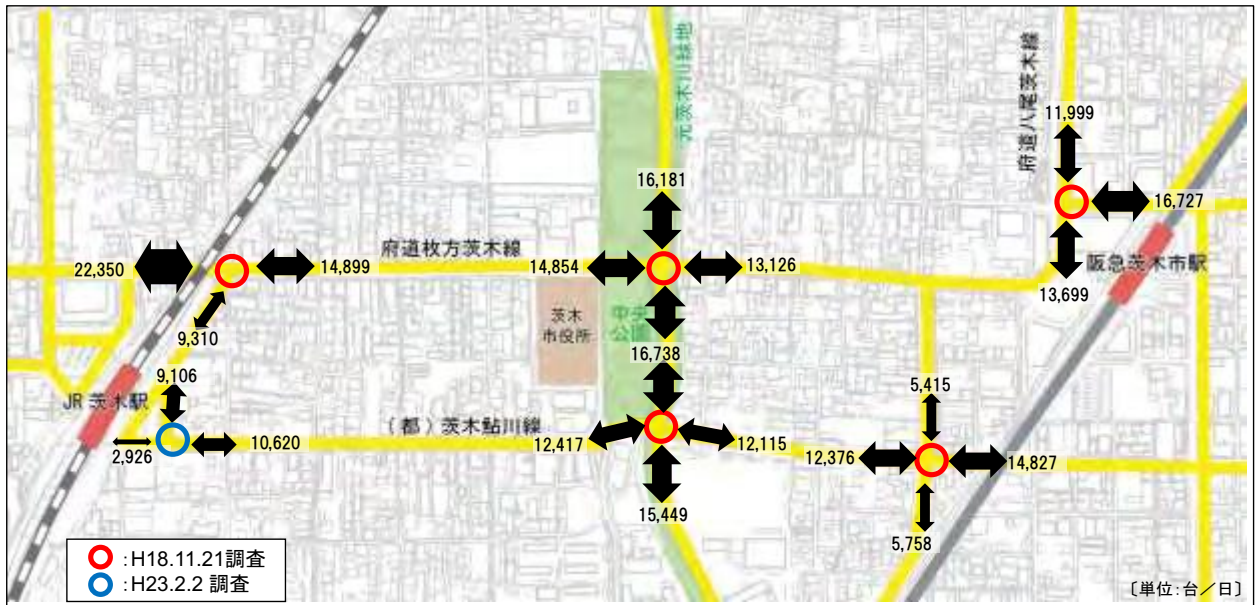 元茨木川緑地
府道八尾茨木線
11,999
16,181
16,727
府道枚方茨木線
22,350
14,899
14,854
13,126
阪急茨木市駅
13,699
茨木
市役所
中央
公園
9,310
16,738
9,106
5,415
JR 茨木駅
(都)茨木鮎川線
2,926
10,620
12,417
12,115
12,376
14,827
15,449
5,758
:H18.11.21調査
:H23.2.2 調査
〔単位:台/日〕